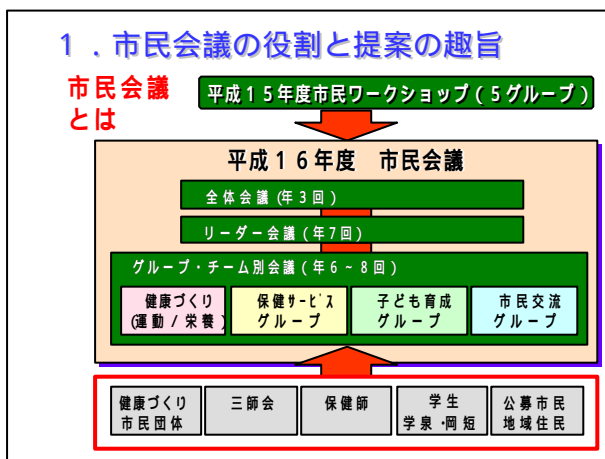 １．市民会議の役割と提案の趣旨
市民会議
とは
平成１５年度市民ワークショップ（５グループ）
平成１６年度　市民会議
全体会議（年３回）
リーダー会議（年７回）
グループ・チーム別会議（年６～８回）
健康づくり
（運動／栄養）
保健ｻｰﾋﾞｽ
グループ
子ども育成
グループ
市民交流
グループ
健康づくり
市民団体
三師会
保健師
学生
学泉・岡短
公募市民
地域住民